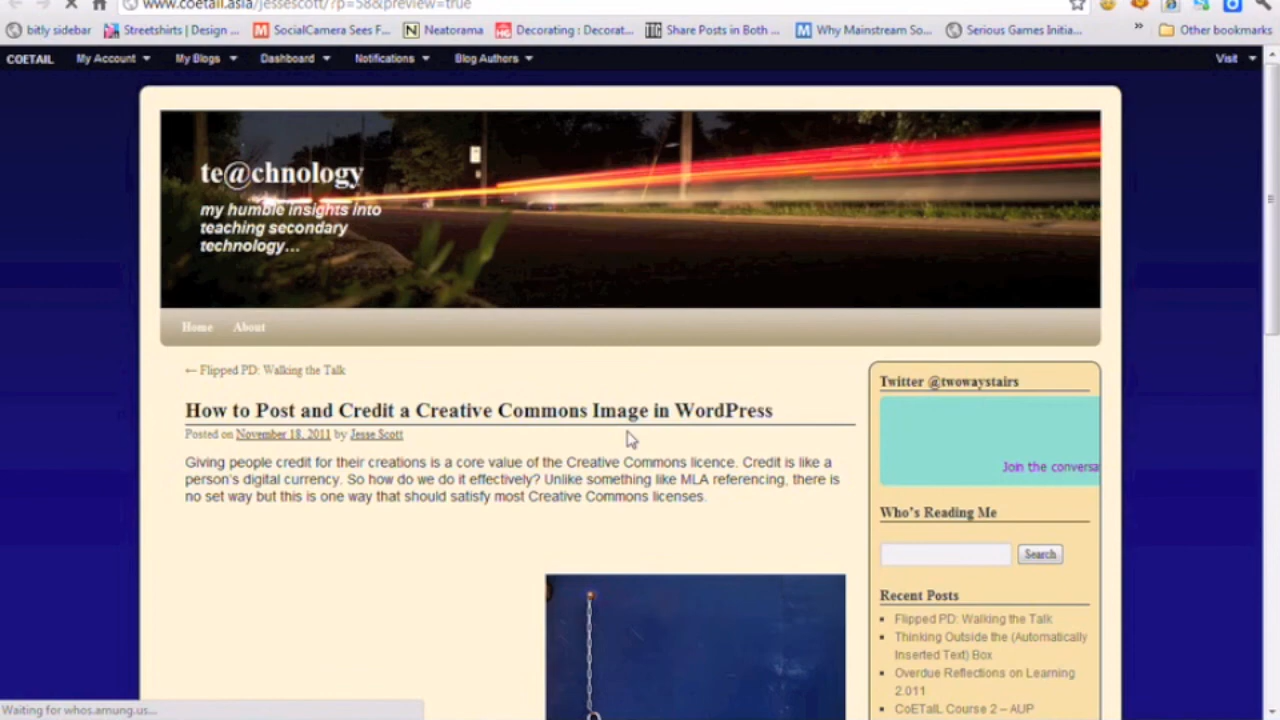 www.coetail.asia/jessescott/?p=58&preview=true
bitly sidebar Streetshirts | Design ... SocialCamera Sees F... Neatorama Decorating : Decorat... Share Posts in Both ... Why Mainstream So... Serious Games Initia... » Other bookmarks
COETAIL My Account My Blogs Dashboard Notifications Blog Authors Visit
te@chnology
my humble insights into
teaching secondary
technology...
Home About
← Flipped PD: Walking the Talk
How to Post and Credit a Creative Commons Image in WordPress
Posted on November 18, 2011 by Jesse Scott
Giving people credit for their creations is a core value of the Creative Commons licence. Credit is like a
person's digital currency. So how do we do it effectively? Unlike something like MLA referencing, there is
no set way but this is one way that should satisfy most Creative Commons licenses.
Twitter @twowaystairs
Join the conversa
Who's Reading Me
Search
Recent Posts
Flipped PD: Walking the Talk
Thinking Outside the (Automatically
Inserted Text) Box
Overdue Reflections on Learning
2.011
CoETaIL Course 2 – AUP
Waiting for whos.amung.us...